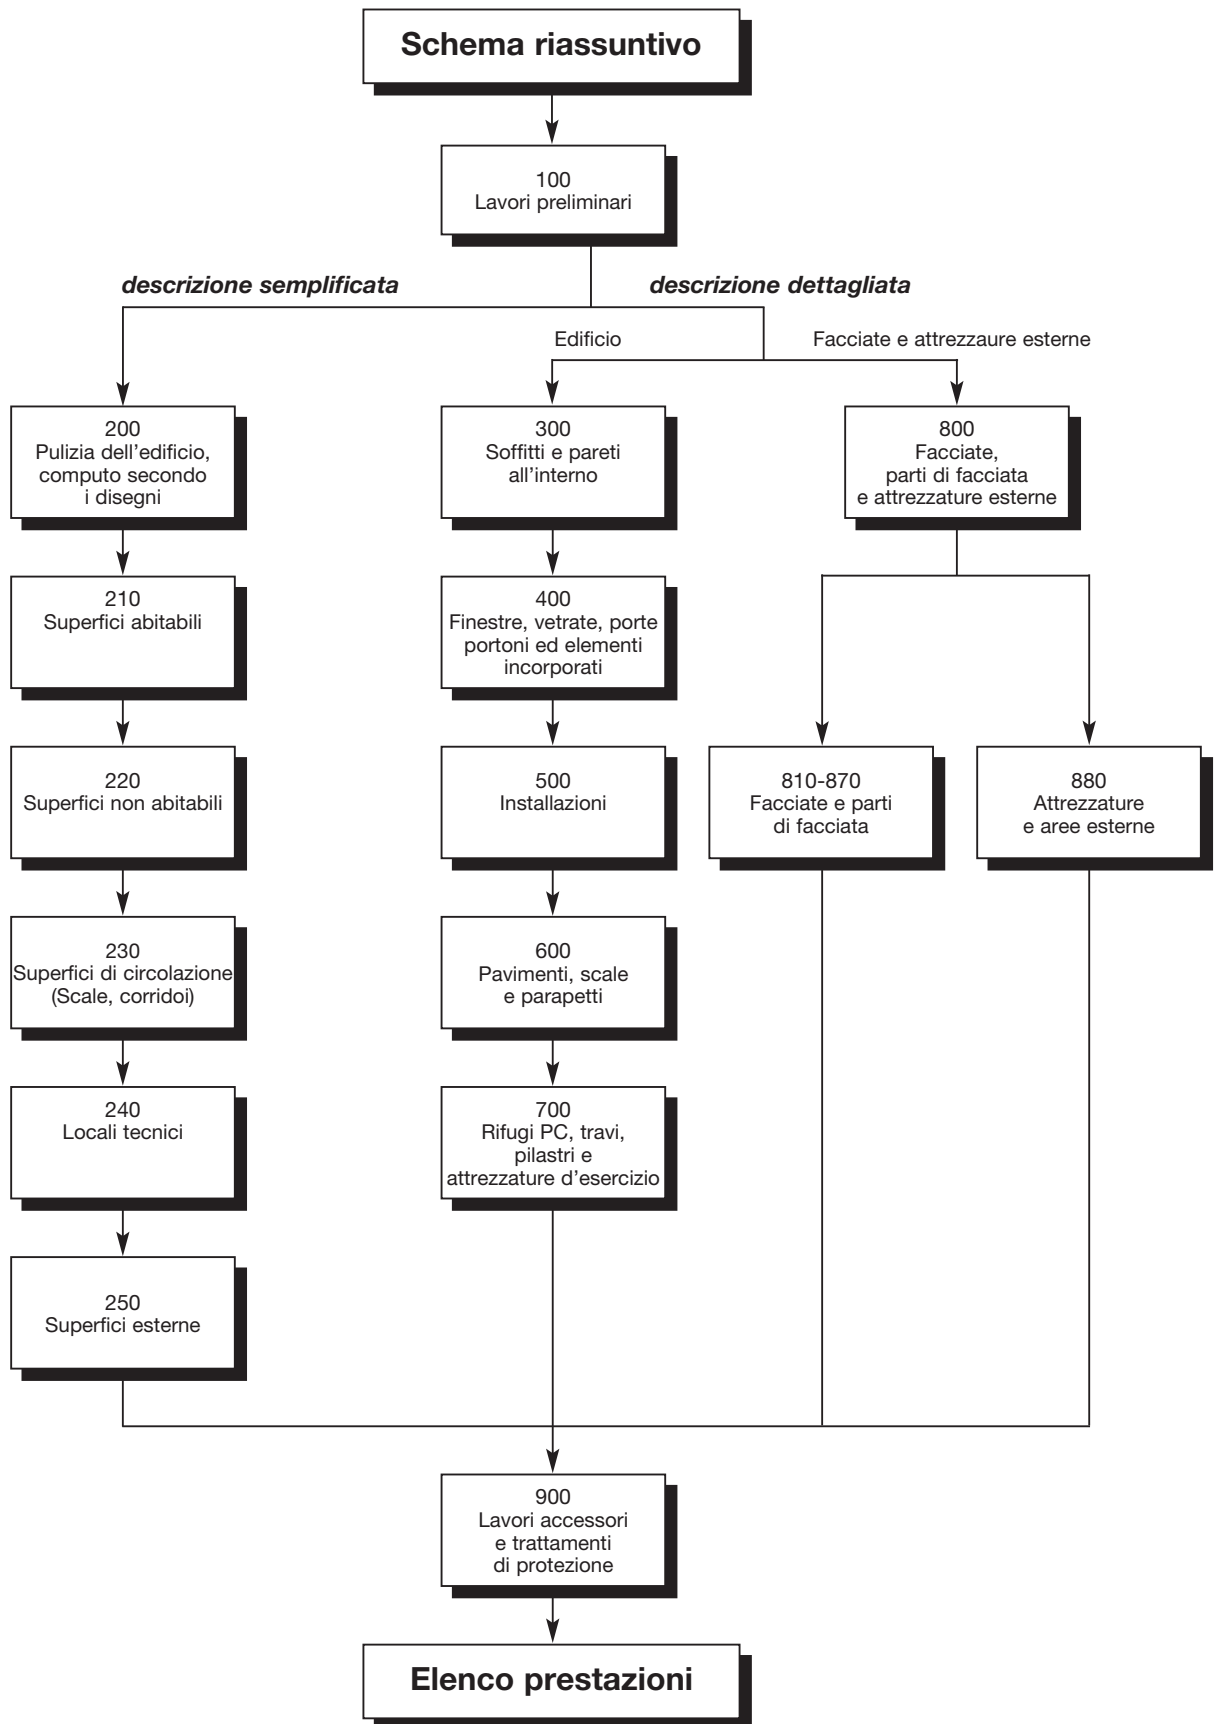 Schema riassuntivo
100
Lavori preliminari
descrizione semplificata
descrizione dettagliata
Edificio
Facciate e attrezzaure esterne
200
Pulizia dell'edificio,
computo secondo
i disegni
300
Soffitti e pareti
all'interno
800
Facciate,
parti di facciata
e attrezzature esterne
210
Superfici abitabili
400
Finestre, vetrate, porte
portoni ed elementi
incorporati
220
Superfici non abitabili
500
Installazioni
810-870
Facciate e parti
di facciata
880
Attrezzature
e aree esterne
230
Superfici di circolazione
(Scale, corridoi)
600
Pavimenti, scale
e parapetti
240
Locali tecnici
700
Rifugi PC, travi,
pilastri e
attrezzature d'esercizio
250
Superfici esterne
900
Lavori accessori
e trattamenti
di protezione
Elenco prestazioni